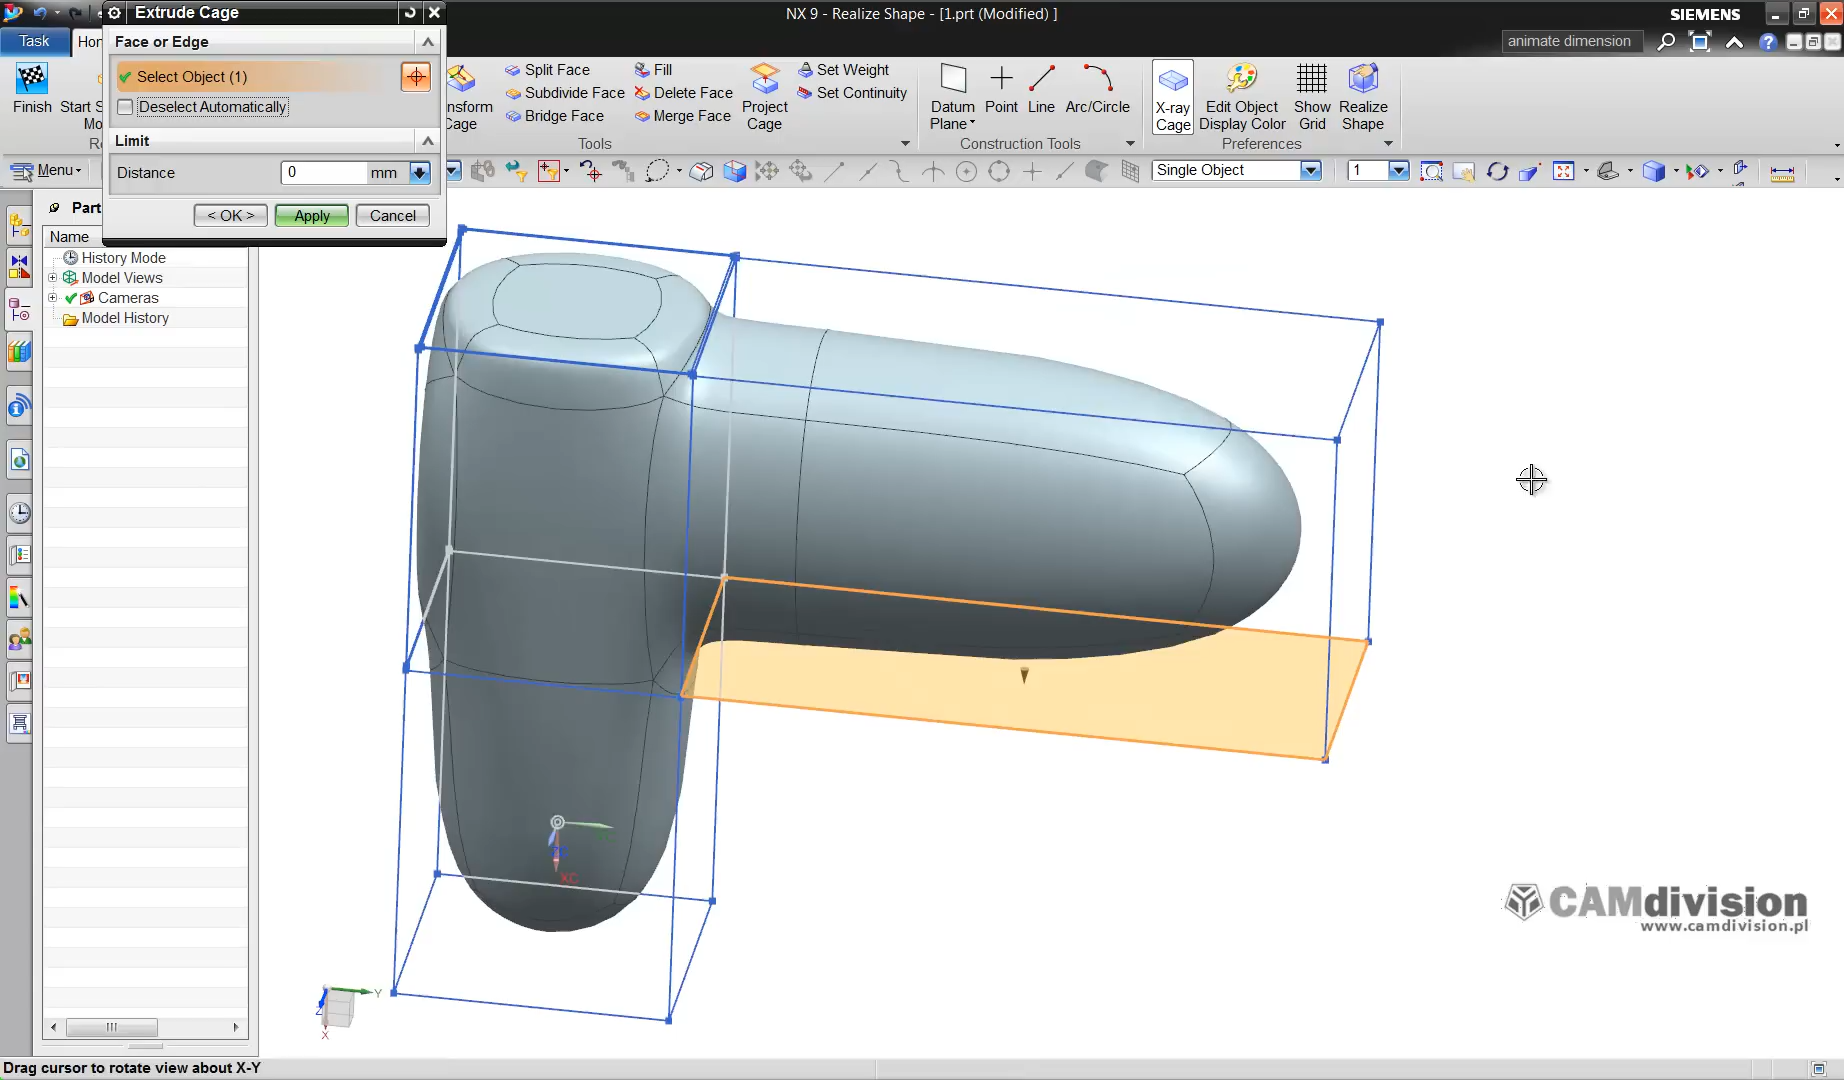 Extrude Cage
NX 9 - Realize Shape - [1.prt (Modified) ]
SIEMENS
Task
Face or Edge
animate dimension
Select Object (1)
Deselect Automatically
Limit
Distance
0
mm
< OK >
Apply
Cancel
Finish
Split Face
Subdivide Face
Bridge Face
Fill
Delete Face
Merge Face
Project
Cage
Set Weight
Set Continuity
Tools
Datum
Plane
Point
Line
Arc/Circle
Construction Tools
X-ray
Cage
Edit Object
Display Color
Show
Grid
Realize
Shape
Preferences
Menu
Single Object
1
Part
Name
History Mode
Model Views
Cameras
Model History
XC
Y
Z
X
CAMdivision
www.camdivision.pl
Drag cursor to rotate view about X-Y